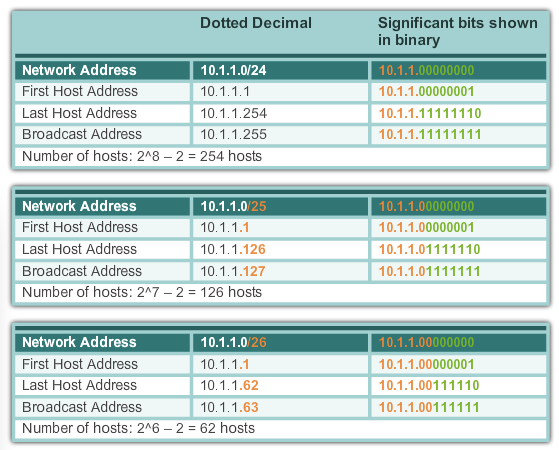 Dotted Decimal Significant bits shown
in binary
Network Address 10.1.1.0/24 10.1.1.00000000
First Host Address 10.1.1.1 10.1.1.00000001
Last Host Address 10.1.1.254 10.1.1.11111110
Broadcast Address 10.1.1.255 10.1.1.11111111
Number of hosts: 2^8 – 2 = 254 hosts
Network Address 10.1.1.0/25 10.1.1.00000000
First Host Address 10.1.1.1 10.1.1.00000001
Last Host Address 10.1.1.126 10.1.1.01111110
Broadcast Address 10.1.1.127 10.1.1.01111111
Number of hosts: 2^7 – 2 = 126 hosts
Network Address 10.1.1.0/26 10.1.1.00000000
First Host Address 10.1.1.1 10.1.1.00000001
Last Host Address 10.1.1.62 10.1.1.00111110
Broadcast Address 10.1.1.63 10.1.1.00111111
Number of hosts: 2^6 – 2 = 62 hosts